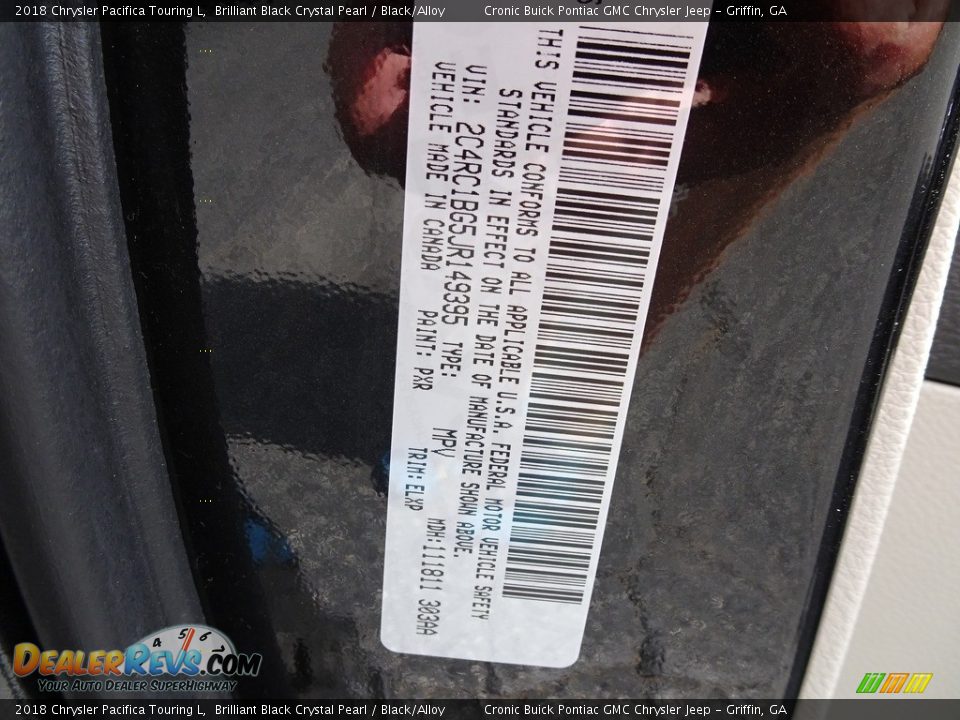 2018 Chrysler Pacifica Touring L, Brilliant Black Crystal Pearl / Black/Alloy Cronic Buick Pontiac GMC Chrysler Jeep - Griffin, GA
THIS VEHICLE CONFORMS TO ALL APPLICABLE U.S.A. FEDERAL MOTOR VEHICLE SAFETY
STANDARDS IN EFFECT ON THE DATE OF MANUFACTURE SHOWN ABOVE.
VIN: 2C4RC1BG5JR149395 TYPE: MPV MDH:111811 303AA
VEHICLE MADE IN CANADA PAINT: PXR TRIM:ELXP
4 5 6
DealerRevs.com
Your Auto Dealer SuperHighway
2018 Chrysler Pacifica Touring L, Brilliant Black Crystal Pearl / Black/Alloy Cronic Buick Pontiac GMC Chrysler Jeep - Griffin, GA